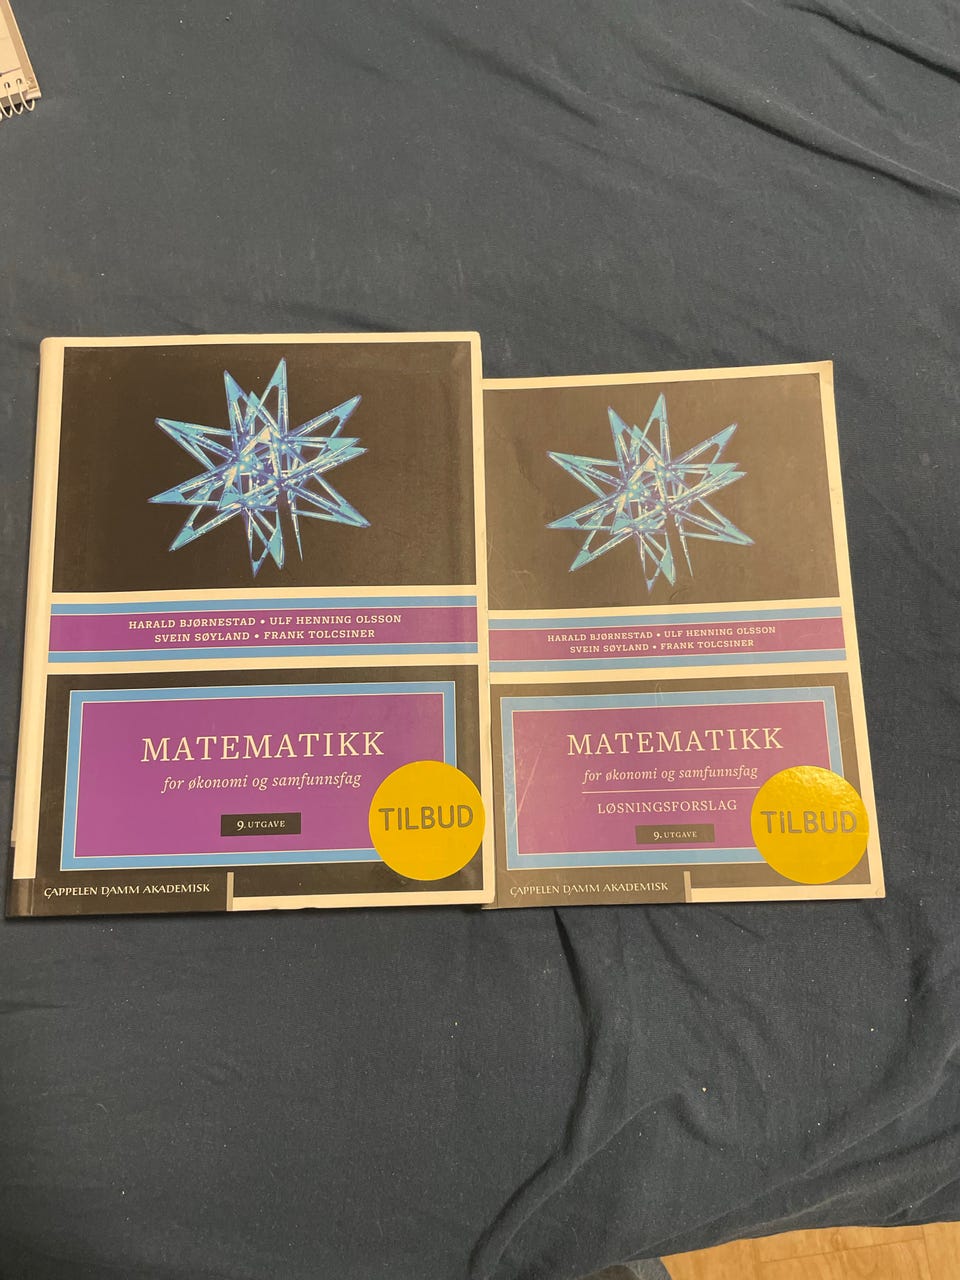 HARALD BJØRNESTAD • ULF HENNING OLSSON
SVEIN SØYLAND • FRANK TOLCSINER
MATEMATIKK
for økonomi og samfunnsfag
9. UTGAVE
TILBUD
CAPPELEN DAMM AKADEMISK
HARALD BJØRNESTAD • ULF HENNING OLSSON
SVEIN SØYLAND • FRANK TOLCSINER
MATEMATIKK
for økonomi og samfunnsfag
LØSNINGSFORSLAG
9. UTGAVE
TILBUD
CAPPELEN DAMM AKADEMISK